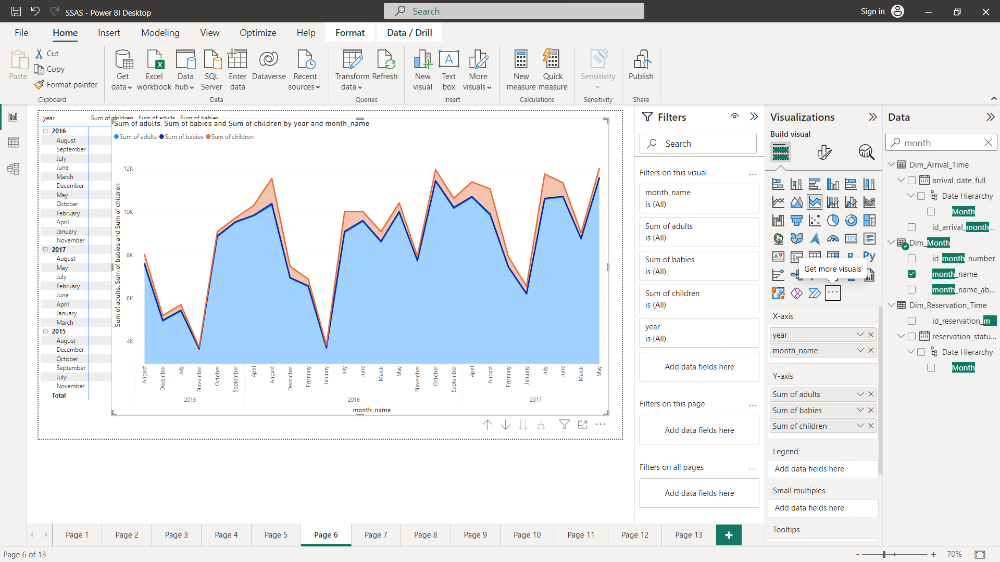 SSAS - Power BI Desktop
Search
Sign in
File
Home
Insert
Modeling
View
Optimize
Help
Format
Data / Drill
Paste
Cut
Copy
Format painter
Clipboard
Get data
Excel workbook
Data hub
SQL Server
Enter data
Dataverse
Recent sources
Data
Transform data
Refresh
Queries
New visual
Text box
More visuals
Insert
New measure
Quick measure
Calculations
Sensitivity
Sensitivity
Publish
Share
year
Sum of children
Sum of adults
Sum of babies
2016
August
September
July
June
March
December
May
October
February
April
January
November
2017
August
May
July
February
June
April
January
March
2015
August
December
October
September
July
November
Total
Sum of adults, Sum of babies and Sum of children by year and month_name
Sum of adults
Sum of babies
Sum of children
Sum of adults, Sum of babies and Sum of children
12K
10K
8K
6K
4K
August
December
July
November
October
September
April
August
December
February
January
July
June
March
May
November
October
September
April
August
February
January
July
June
March
May
2015
2016
2017
month_name
Filters
Search
Filters on this visual
...
month_name
is (All)
Sum of adults
is (All)
Sum of babies
is (All)
Sum of children
is (All)
year
is (All)
Add data fields here
Filters on this page
...
Add data fields here
Filters on all pages
...
Add data fields here
Visualizations
Build visual
123
R
Py
Get more visuals
...
X-axis
year
month_name
Y-axis
Sum of adults
Sum of babies
Sum of children
Legend
Add data fields here
Small multiples
Add data fields here
Tooltips
Data
month
Dim_Arrival_Time
arrival_date_full
Date Hierarchy
Month
id_arrival_month...
Dim_Month
id_month_number
month_name
month_name_ab...
Dim_Reservation_Time
id_reservation_m...
reservation_statu...
Date Hierarchy
Month
Page 1
Page 2
Page 3
Page 4
Page 5
Page 6
Page 7
Page 8
Page 9
Page 10
Page 11
Page 12
Page 13
+
Page 6 of 13
- + 70%